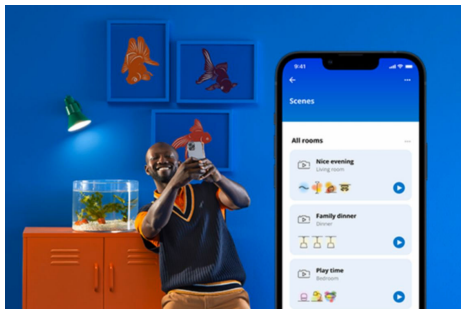 9:41
Scenes
All rooms
Nice evening
Living room
Family dinner
Dinner
Play time
Bedroom